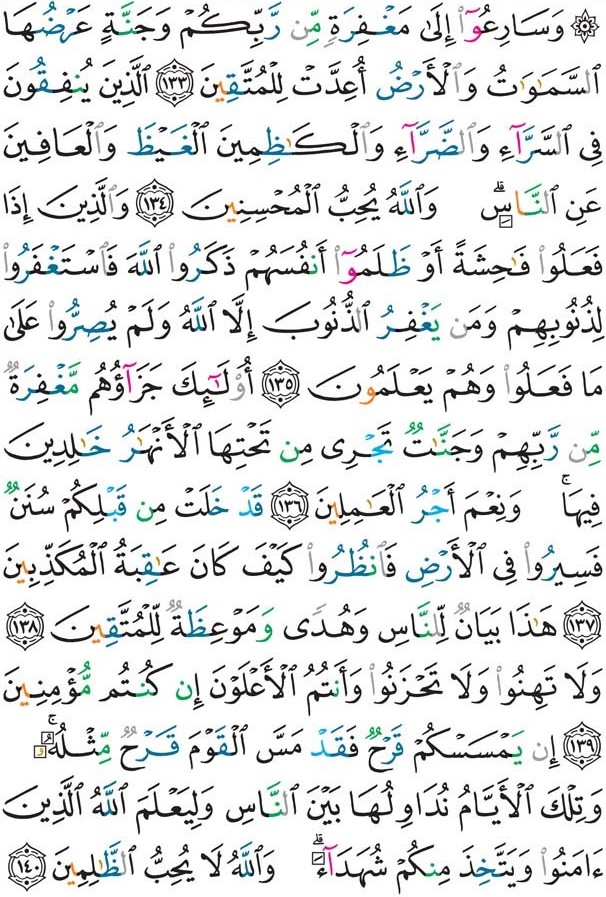 ۞ وَسَارِعُوٓاْ إِلَىٰ مَغۡفِرَةٖ مِّن رَّبِّكُمۡ وَجَنَّةٍ عَرۡضُهَا
ٱلسَّمَٰوَٰتُ وَٱلۡأَرۡضُ أُعِدَّتۡ لِلۡمُتَّقِينَ ١٣٣ ٱلَّذِينَ يُنفِقُونَ
فِي ٱلسَّرَّآءِ وَٱلضَّرَّآءِ وَٱلۡكَٰظِمِينَ ٱلۡغَيۡظَ وَٱلۡعَافِينَ
عَنِ ٱلنَّاسِۗ وَٱللَّهُ يُحِبُّ ٱلۡمُحۡسِنِينَ ١٣٤ وَٱلَّذِينَ إِذَا
فَعَلُواْ فَٰحِشَةً أَوۡ ظَلَمُوٓاْ أَنفُسَهُمۡ ذَكَرُواْ ٱللَّهَ فَٱسۡتَغۡفَرُواْ
لِذُنُوبِهِمۡ وَمَن يَغۡفِرُ ٱلذُّنُوبَ إِلَّا ٱللَّهُ وَلَمۡ يُصِرُّواْ عَلَىٰ
مَا فَعَلُواْ وَهُمۡ يَعۡلَمُونَ ١٣٥ أُوْلَٰٓئِكَ جَزَآؤُهُم مَّغۡفِرَةٞ
مِّن رَّبِّهِمۡ وَجَنَّٰتٞ تَجۡرِي مِن تَحۡتِهَا ٱلۡأَنۡهَٰرُ خَٰلِدِينَ
فِيهَاۚ وَنِعۡمَ أَجۡرُ ٱلۡعَٰمِلِينَ ١٣٦ قَدۡ خَلَتۡ مِن قَبۡلِكُمۡ سُنَنٞ
فَسِيرُواْ فِي ٱلۡأَرۡضِ فَٱنظُرُواْ كَيۡفَ كَانَ عَٰقِبَةُ ٱلۡمُكَذِّبِينَ
١٣٧ هَٰذَا بَيَانٞ لِّلنَّاسِ وَهُدٗى وَمَوۡعِظَةٞ لِّلۡمُتَّقِينَ ١٣٨
وَلَا تَهِنُواْ وَلَا تَحۡزَنُواْ وَأَنتُمُ ٱلۡأَعۡلَوۡنَ إِن كُنتُم مُّؤۡمِنِينَ
١٣٩ إِن يَمۡسَسۡكُمۡ قَرۡحٞ فَقَدۡ مَسَّ ٱلۡقَوۡمَ قَرۡحٞ مِّثۡلُهُۥۚ
وَتِلۡكَ ٱلۡأَيَّامُ نُدَاوِلُهَا بَيۡنَ ٱلنَّاسِ وَلِيَعۡلَمَ ٱللَّهُ ٱلَّذِينَ
ءَامَنُواْ وَيَتَّخِذَ مِنكُمۡ شُهَدَآءَۗ وَٱللَّهُ لَا يُحِبُّ ٱلظَّٰلِمِينَ ١٤٠